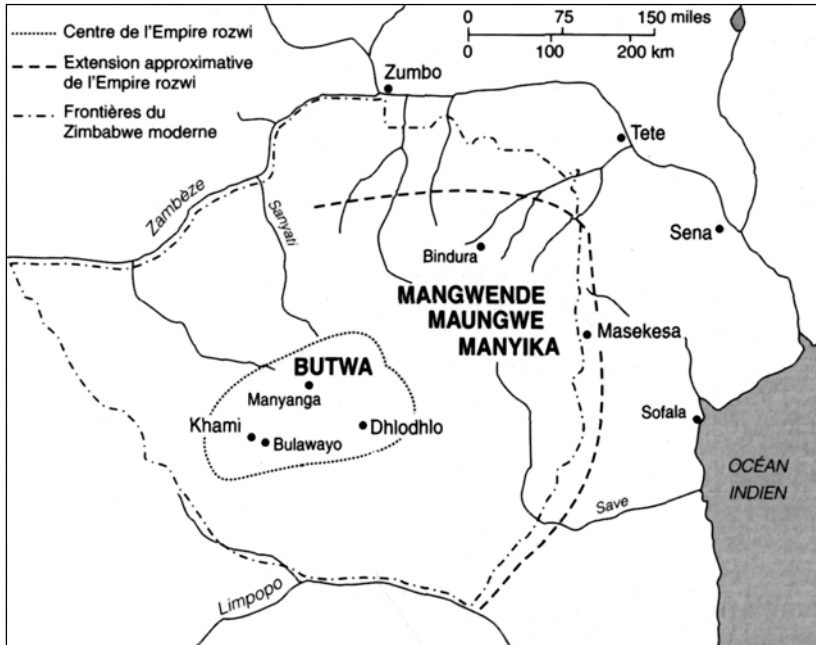 Centre de l'Empire rozwi
Extension approximative
de l'Empire rozwi
Frontières du
Zimbabwe moderne
0 75 150 miles
0 100 200 km
Zumbo
Tete
Zambèze
Sanyati
Sena
Bindura
MANGWENDE
MAUNGWE
MANYIKA
Masekesa
BUTWA
Manyanga
Khami
Bulawayo
Dhlodhlo
Sofala
OCÉAN
INDIEN
Save
Limpopo